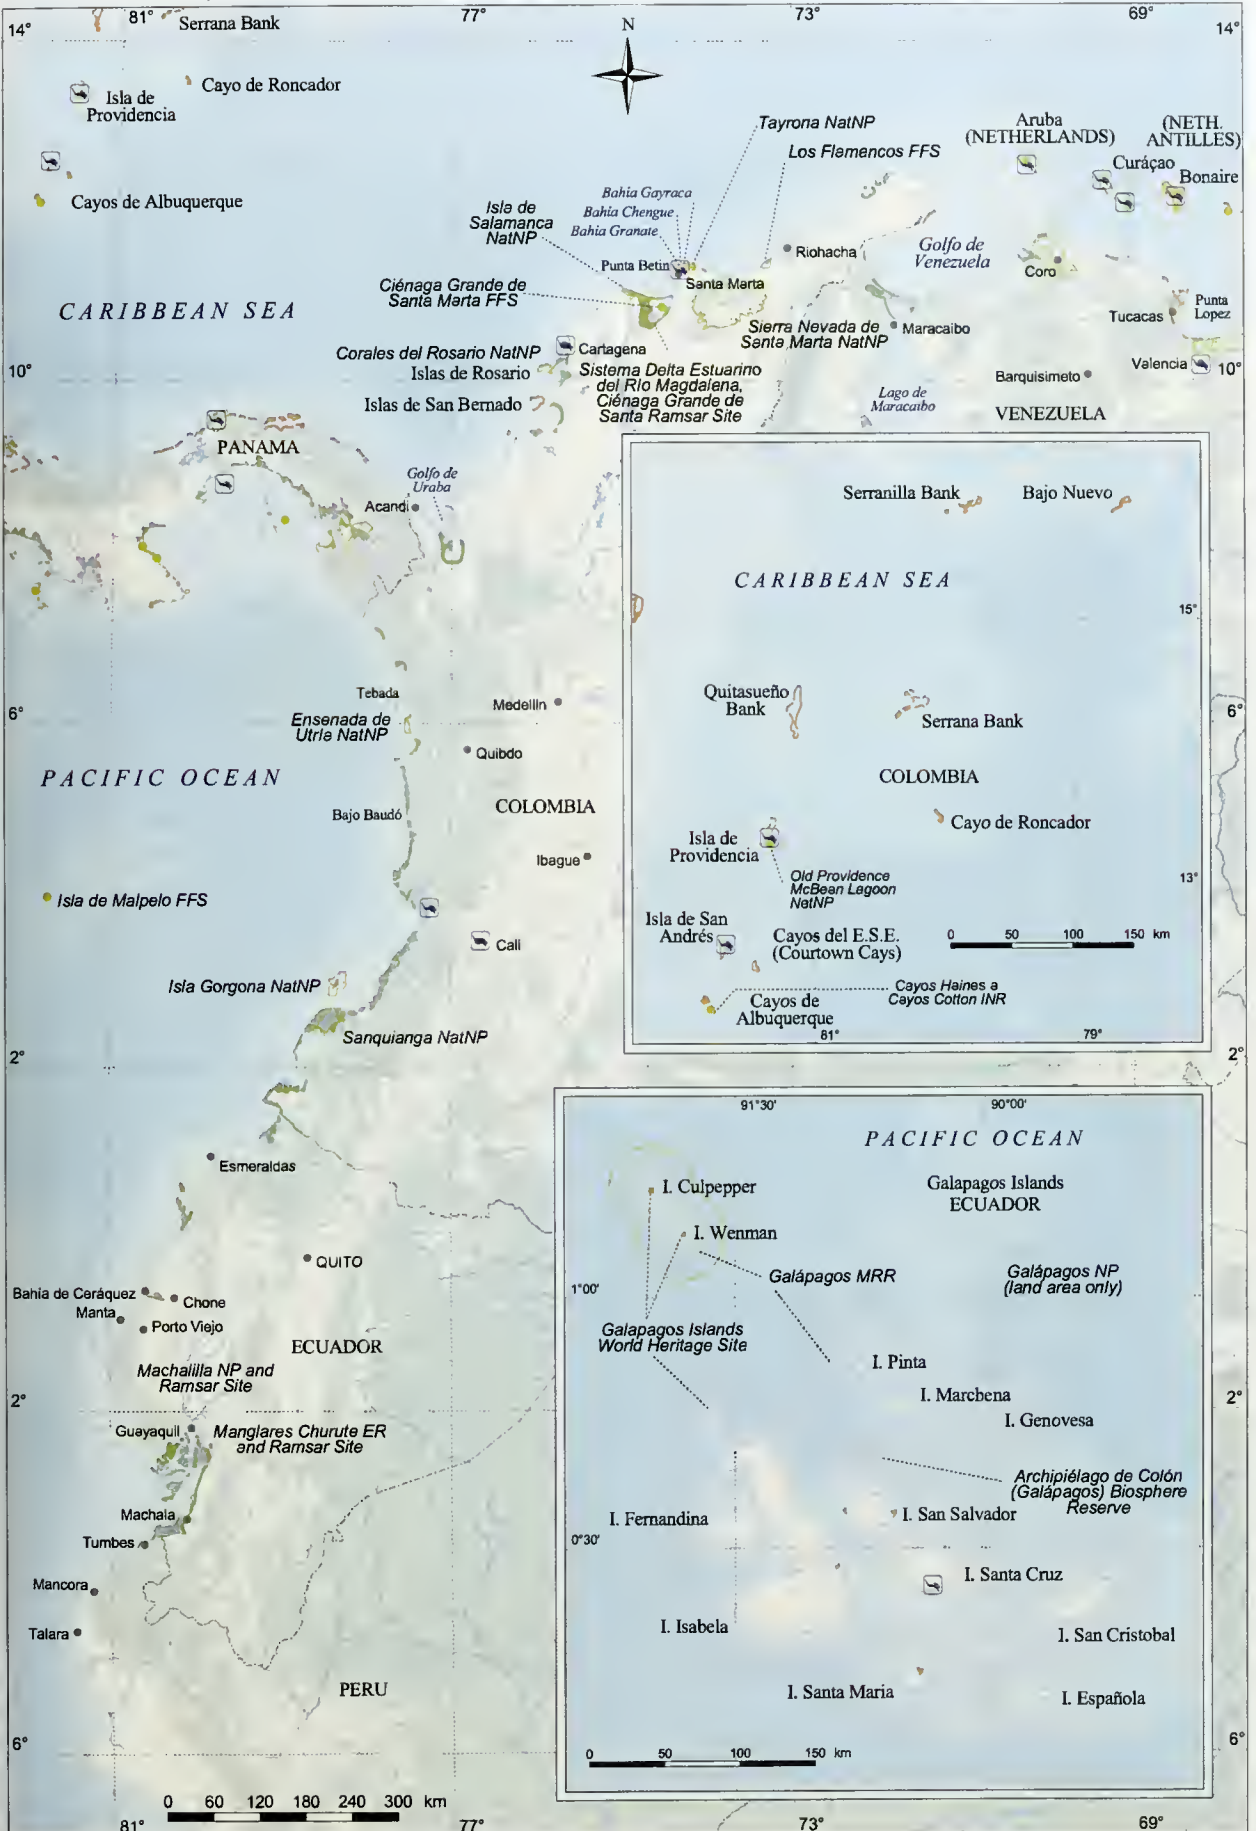 81°
77°
73°
69°
14°
14°
Serrana Bank
N
Cayo de Roncador
Isla de
Providencia
Cayos de Albuquerque
Tayrona NatNP
Los Flamencos FFS
Aruba
(NETHERLANDS)
(NETH.
ANTILLES)
Curáçao
Bonaire
Bahia Gayraca
Bahia Chengue
Bahia Granate
Isla de
Salamanca
NatNP
Punta Betin
Santa Marta
Riohacha
Golfo de
Venezuela
Coro
Ciénaga Grande de
Santa Marta FFS
CARIBBEAN SEA
Sierra Nevada de
Santa Marta NatNP
Maracaibo
Tucacas
Punta
Lopez
Corales del Rosario NatNP
Cartagena
Islas de Rosario
10°
Sistema Delta Estuarino
del Rio Magdalena,
Ciénaga Grande de
Santa Ramsar Site
Valencia
10°
Barquisimeto
Islas de San Bernado
Lago de
Maracaibo
VENEZUELA
PANAMA
Golfo de
Uraba
Acandi
Tebada
Medellin
6°
6°
Ensenada de
Utria NatNP
Quibdo
PACIFIC OCEAN
COLOMBIA
Bajo Baudó
Ibague
Isla de Malpelo FFS
Cali
Isla Gorgona NatNP
Sanquianga NatNP
2°
2°
Serranilla Bank
Bajo Nuevo
CARIBBEAN SEA
15°
Quitasueño
Bank
Serrana Bank
COLOMBIA
Cayo de Roncador
Isla de
Providencia
Old Providence
McBean Lagoon
NatNP
13°
Isla de San
Andrés
Cayos del E.S.E.
(Courtown Cays)
0 50 100 150 km
Cayos Haines a
Cayos Cotton INR
Cayos de
Albuquerque
81°
79°
Esmeraldas
QUITO
Bahía de Ceráquez
Chone
Manta
Porto Viejo
ECUADOR
Machalilla NP and
Ramsar Site
2°
2°
Guayaquil
Manglares Churute ER
and Ramsar Site
Machala
Tumbes
Mancora
Talara
PERU
6°
6°
0 60 120 180 240 300 km
81°
77°
73°
69°
91°30'
90°00'
PACIFIC OCEAN
I. Culpepper
Galapagos Islands
ECUADOR
I. Wenman
Galápagos MRR
Galápagos NP
(land area only)
1°00'
Galapagos Islands
World Heritage Site
I. Pinta
I. Marchena
I. Genovesa
Archipiélago de Colón
(Galápagos) Biosphere
Reserve
I. Fernandina
I. San Salvador
0°30'
I. Santa Cruz
I. Isabela
I. San Cristobal
I. Santa Maria
I. Española
0 50 100 150 km